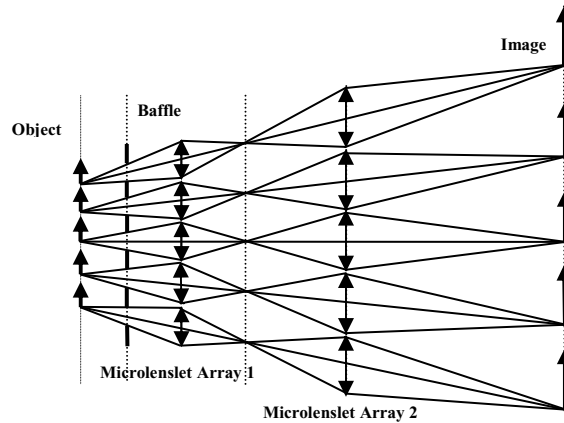 Image
Baffle
Object
Microlenslet Array 1
Microlenslet Array 2